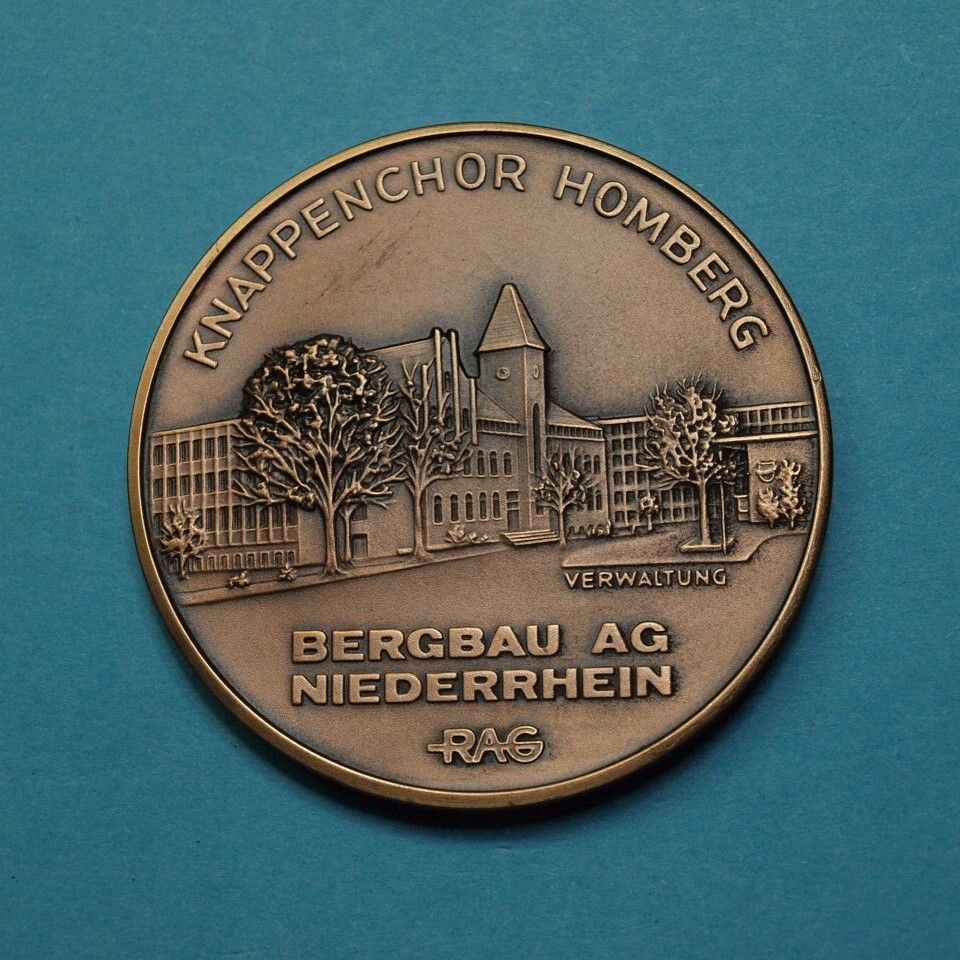 KNAPPENCHOR HOMBERG
VERWALTUNG
BERGBAU AG
NIEDERRHEIN
RAG